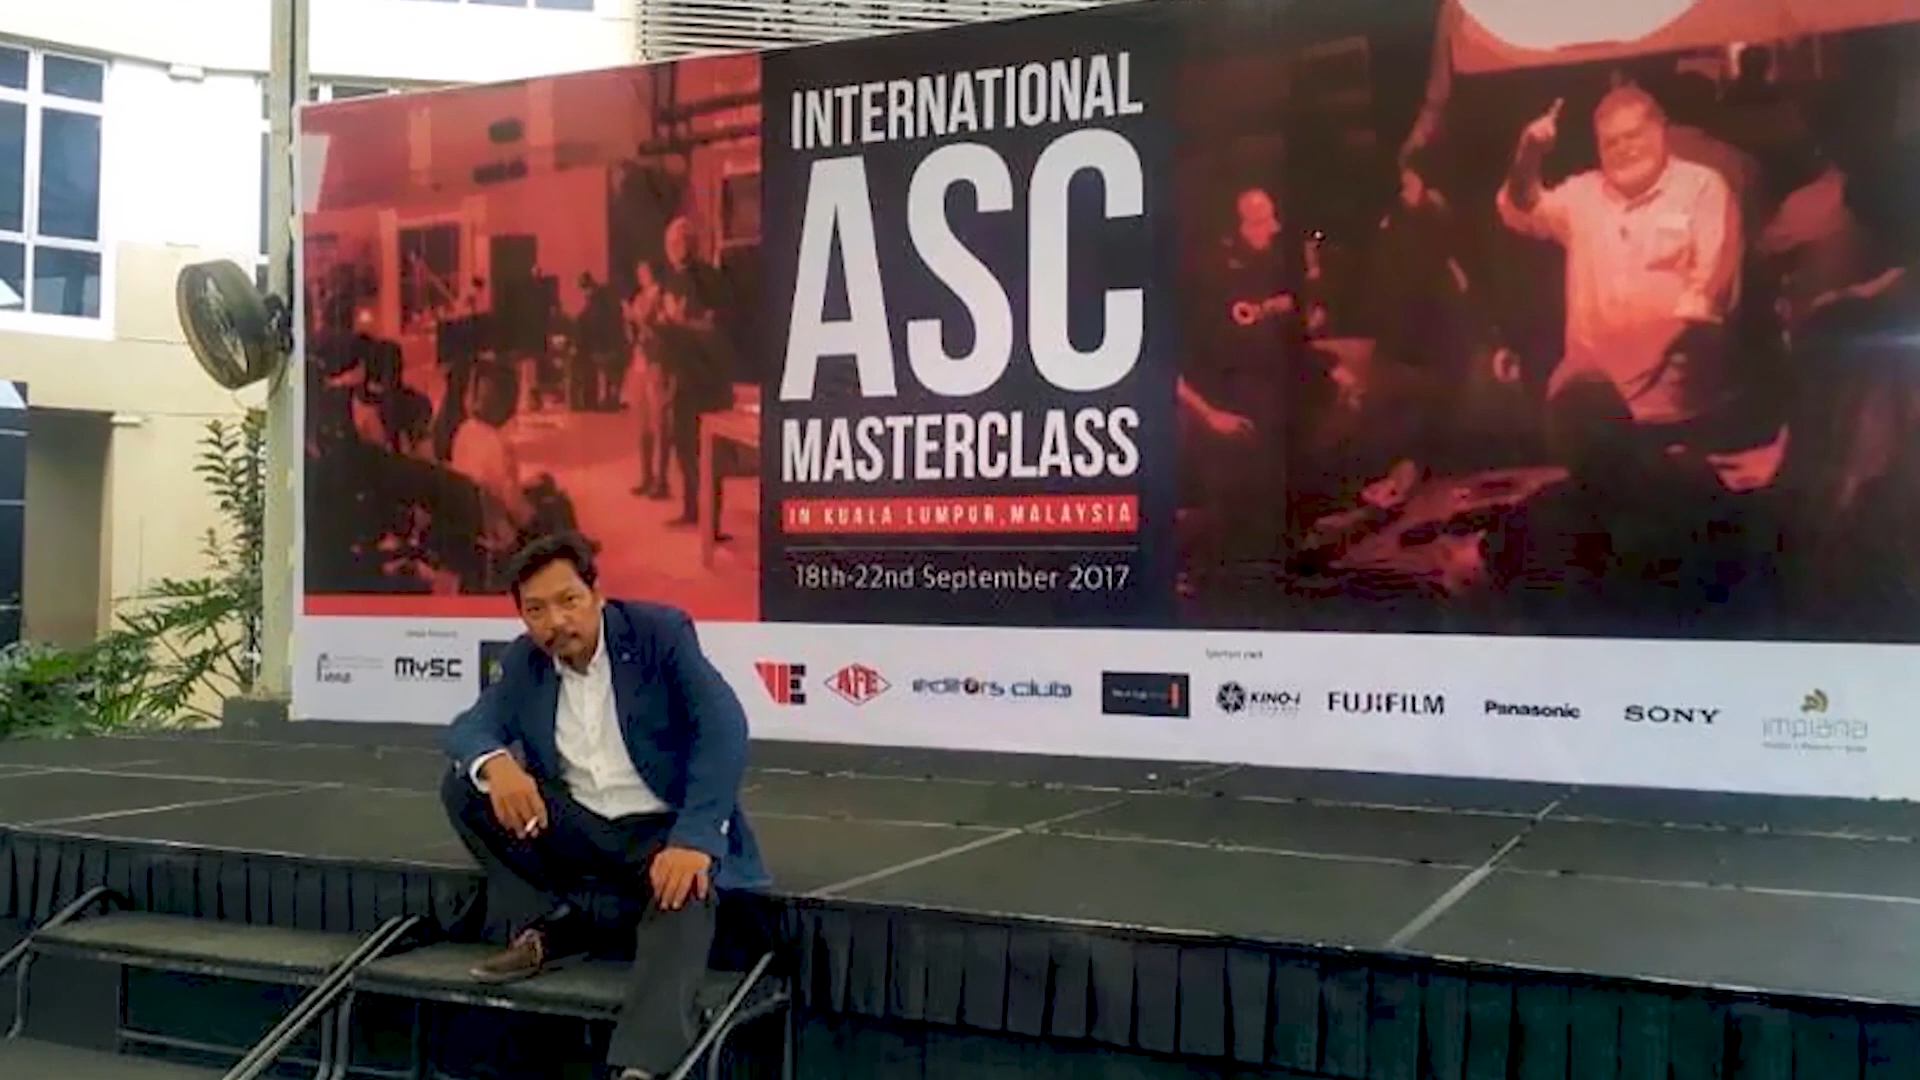 INTERNATIONAL
ASC
MASTERCLASS
IN KUALA LUMPUR, MALAYSIA
18th-22nd September 2017
MySC
AFE
editors club
KINO-i
FUJIFILM
Panasonic
SONY
impiana